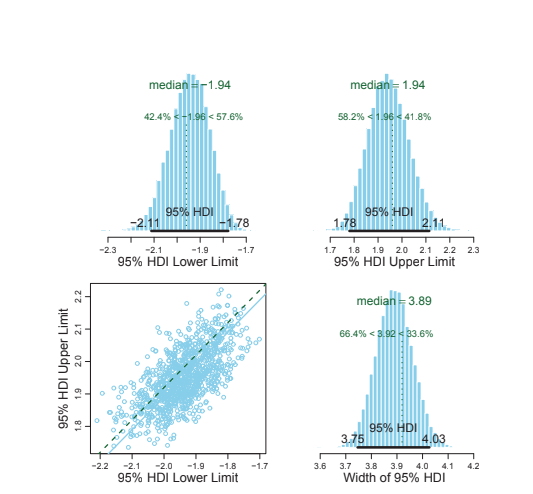 median = −1.94
42.4% < −1.96 < 57.6%
95% HDI
−2.11 −1.78
−2.3 −2.1 −1.9 −1.7
95% HDI Lower Limit
median = 1.94
58.2% < 1.96 < 41.8%
95% HDI
1.78 2.11
1.7 1.8 1.9 2.0 2.1 2.2 2.3
95% HDI Upper Limit
95% HDI Upper Limit
2.2
2.1
2.0
1.9
1.8
−2.2 −2.1 −2.0 −1.9 −1.8 −1.7
95% HDI Lower Limit
median = 3.89
66.4% < 3.92 < 33.6%
95% HDI
3.75 4.03
3.6 3.7 3.8 3.9 4.0 4.1 4.2
Width of 95% HDI